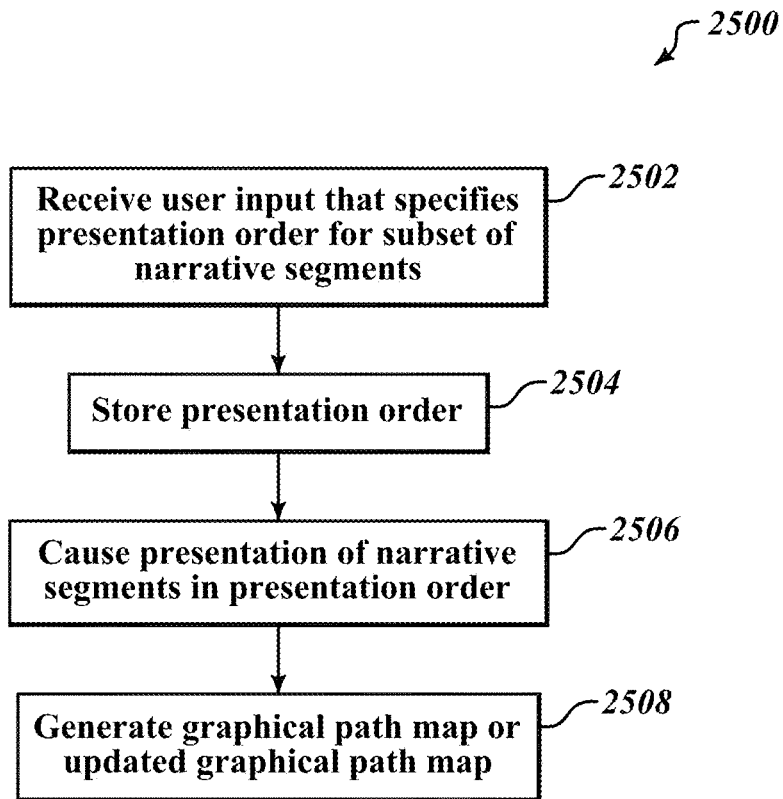 2500
2502
Receive user input that specifies
presentation order for subset of
narrative segments
2504
Store presentation order
2506
Cause presentation of narrative
segments in presentation order
2508
Generate graphical path map or
updated graphical path map